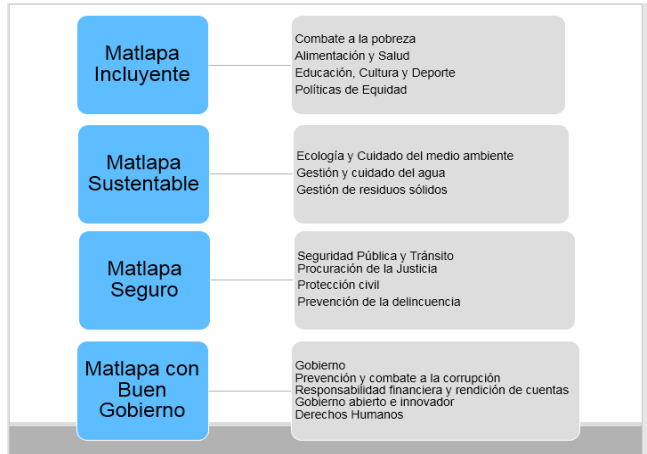 Matlapa
Incluyente
Combate a la pobreza
Alimentación y Salud
Educación, Cultura y Deporte
Políticas de Equidad
Matlapa
Sustentable
Ecología y Cuidado del medio ambiente
Gestión y cuidado del agua
Gestión de residuos sólidos
Matlapa
Seguro
Seguridad Pública y Tránsito
Procuración de la Justicia
Protección civil
Prevención de la delincuencia
Matlapa con
Buen
Gobierno
Gobierno
Prevención y combate a la corrupción
Responsabilidad financiera y rendición de cuentas
Gobierno abierto e innovador
Derechos Humanos